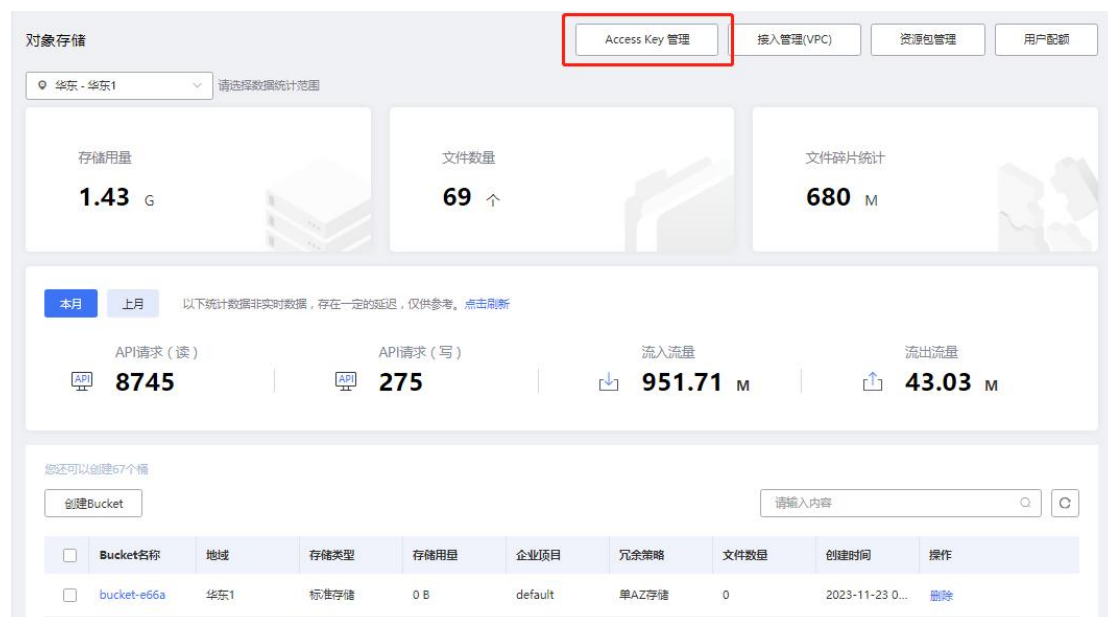 对象存储
Access Key 管理 接入管理(VPC) 资源包管理 用户配额
华东 - 华东1 请选择数据统计范围
存储用量 文件数量 文件碎片统计
1.43 G 69 个 680 M
本月 上月 以下统计数据非实时数据，存在一定的延迟，仅供参考。点击刷新
API请求（读） API请求（写） 流入流量 流出流量
API 8745 API 275 951.71 M 43.03 M
您还可以创建67个桶
创建Bucket 请输入内容
Bucket名称 地域 存储类型 存储用量 企业项目 冗余策略 文件数量 创建时间 操作
bucket-e66a 华东1 标准存储 0 B default 单AZ存储 0 2023-11-23 0... 删除